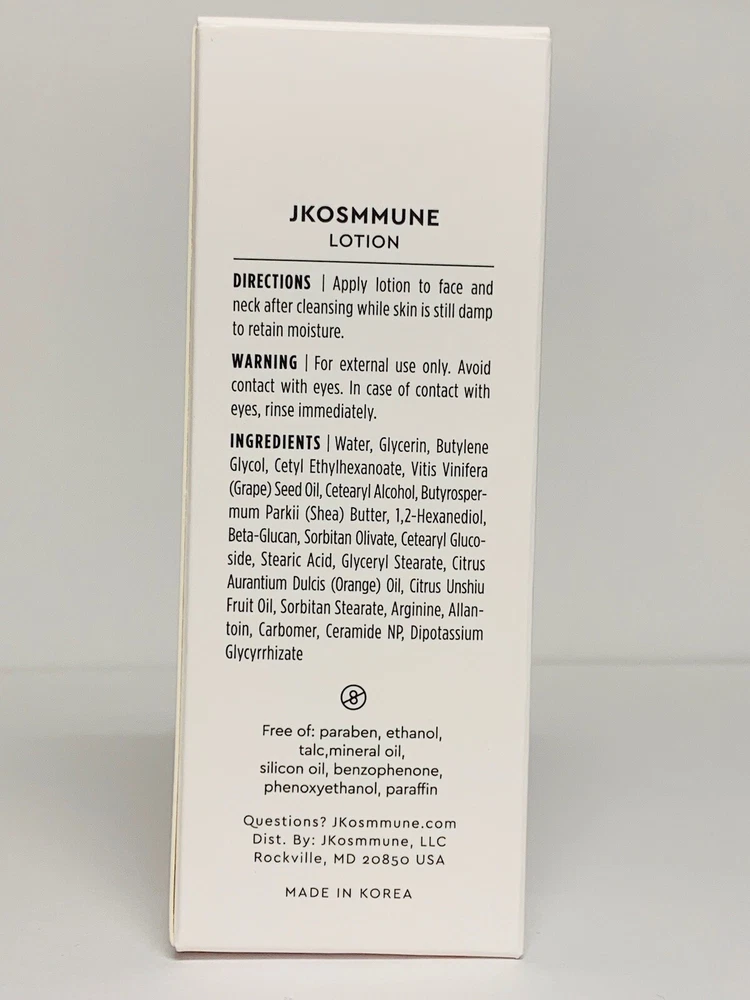 JKOSMMUNE
LOTION
DIRECTIONS | Apply lotion to face and
neck after cleansing while skin is still damp
to retain moisture.
WARNING | For external use only. Avoid
contact with eyes. In case of contact with
eyes, rinse immediately.
INGREDIENTS | Water, Glycerin, Butylene
Glycol, Cetyl Ethylhexanoate, Vitis Vinifera
(Grape) Seed Oil, Cetearyl Alcohol, Butyrosper-
mum Parkii (Shea) Butter, 1,2-Hexanediol,
Beta-Glucan, Sorbitan Olivate, Cetearyl Gluco-
side, Stearic Acid, Glyceryl Stearate, Citrus
Aurantium Dulcis (Orange) Oil, Citrus Unshiu
Fruit Oil, Sorbitan Stearate, Arginine, Allan-
toin, Carbomer, Ceramide NP, Dipotassium
Glycyrrhizate
8
Free of: paraben, ethanol,
talc,mineral oil,
silicon oil, benzophenone,
phenoxyethanol, paraffin
Questions? JKosmmune.com
Dist. By: JKosmmune, LLC
Rockville, MD 20850 USA
MADE IN KOREA